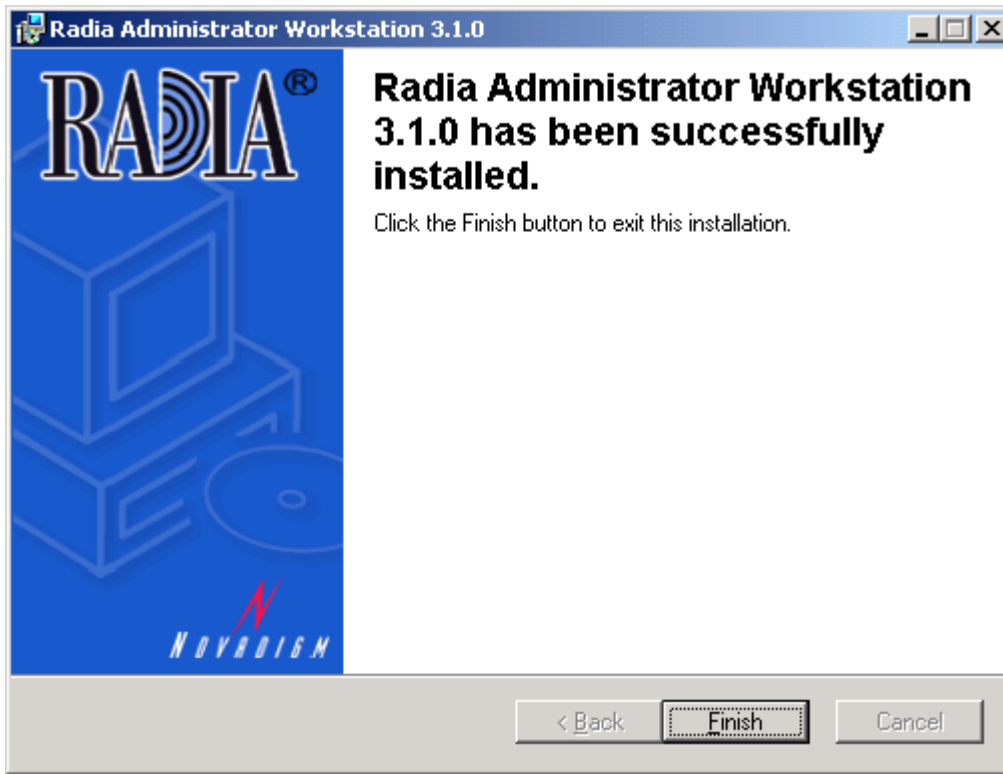 Radia Administrator Workstation 3.1.0
RADIA®
Radia Administrator Workstation
3.1.0 has been successfully
installed.
Click the Finish button to exit this installation.
NOVADIGM
< Back
Finish
Cancel